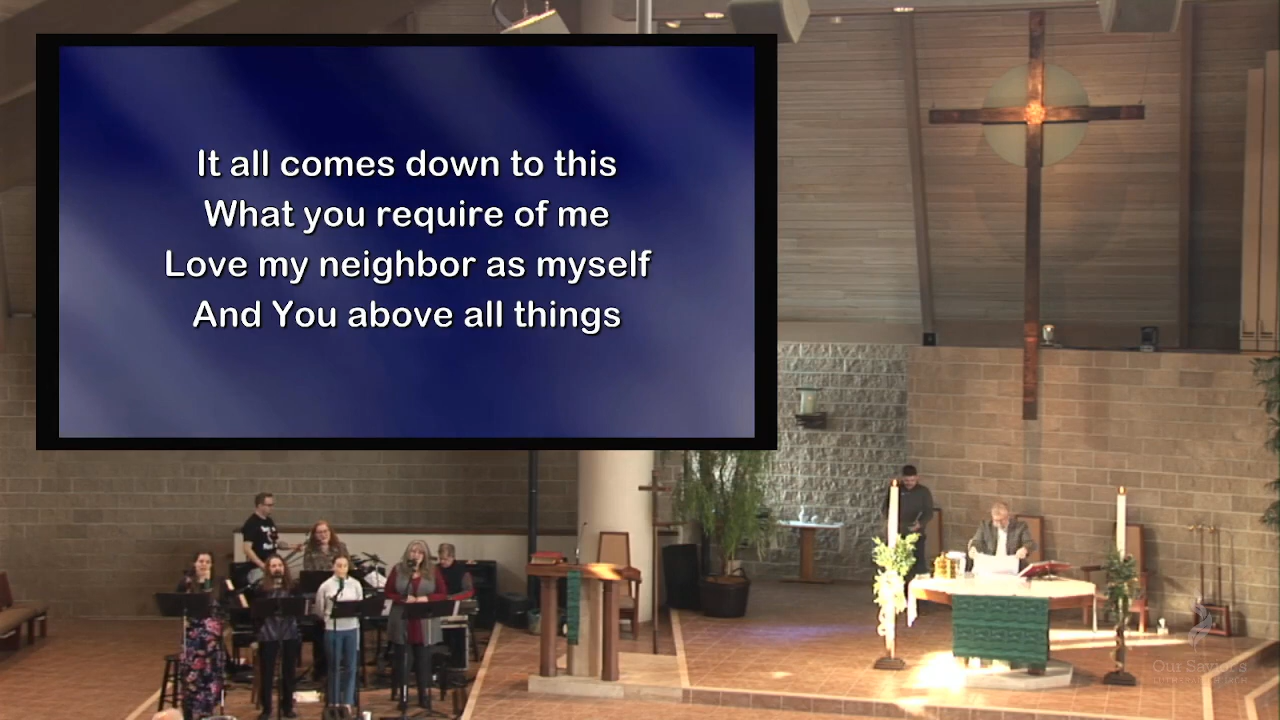 It all comes down to this
What you require of me
Love my neighbor as myself
And You above all things
Our Savior's